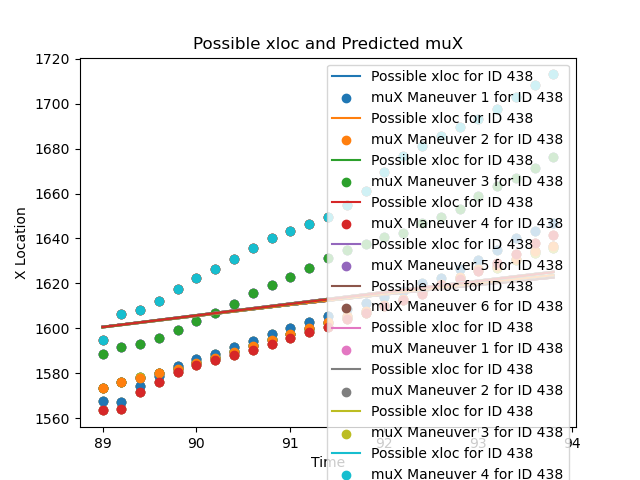 Possible xloc and Predicted muX
X Location
1720
1700
1680
1660
1640
1620
1600
1580
1560
89
90
91
92
93
94
Time
Possible xloc for ID 438
muX Maneuver 1 for ID 438
Possible xloc for ID 438
muX Maneuver 2 for ID 438
Possible xloc for ID 438
muX Maneuver 3 for ID 438
Possible xloc for ID 438
muX Maneuver 4 for ID 438
Possible xloc for ID 438
muX Maneuver 5 for ID 438
Possible xloc for ID 438
muX Maneuver 6 for ID 438
Possible xloc for ID 438
muX Maneuver 1 for ID 438
Possible xloc for ID 438
muX Maneuver 2 for ID 438
Possible xloc for ID 438
muX Maneuver 3 for ID 438
Possible xloc for ID 438
muX Maneuver 4 for ID 438